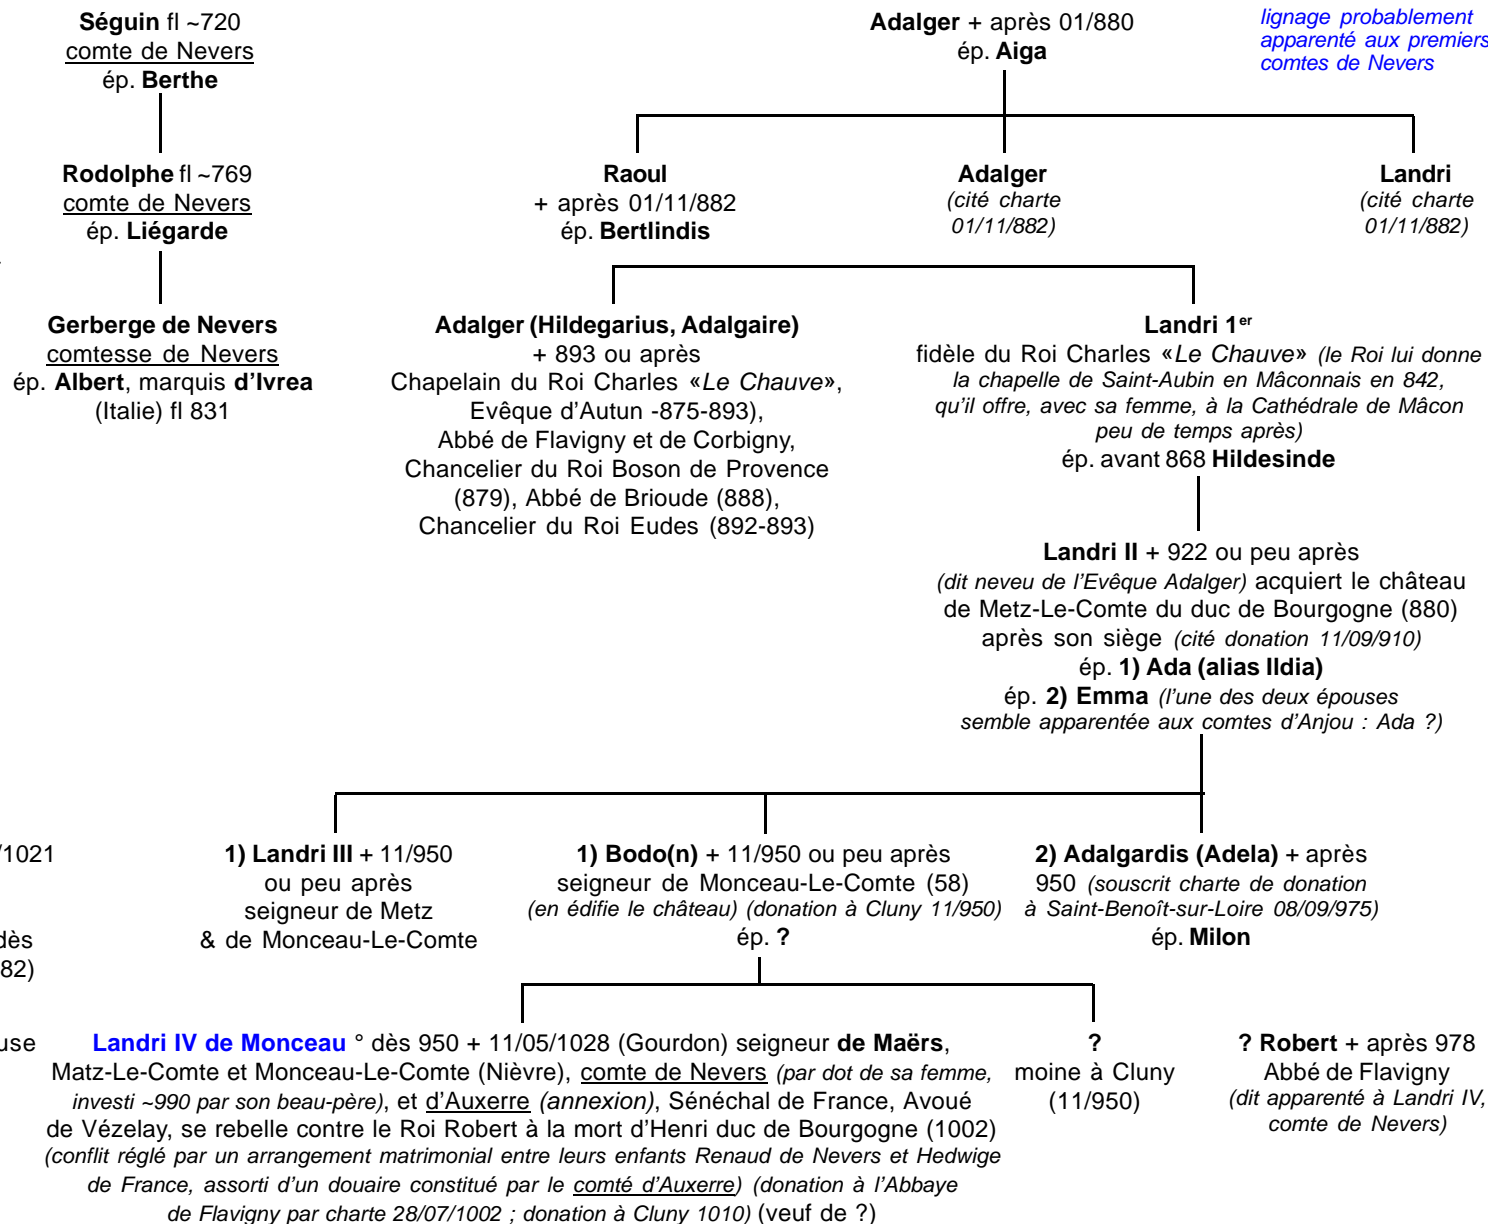 Séguin fl ~720
comte de Nevers
ép. Berthe
Adalger + après 01/880
ép. Aiga
lignage probablement
apparenté aux premiers
comtes de Nevers
Rodolphe fl ~769
comte de Nevers
ép. Liégarde
Raoul
+ après 01/11/882
ép. Bertlindis
Adalger
(cité charte
01/11/882)
Landri
(cité charte
01/11/882)
Gerberge de Nevers
comtesse de Nevers
ép. Albert, marquis d'Ivrea
(Italie) fl 831
Adalger (Hildegarius, Adalgaire)
+ 893 ou après
Chapelain du Roi Charles «Le Chauve»,
Evêque d'Autun -875-893),
Abbé de Flavigny et de Corbigny,
Chancelier du Roi Boson de Provence
(879), Abbé de Brioude (888),
Chancelier du Roi Eudes (892-893)
Landri 1er
fidèle du Roi Charles «Le Chauve» (le Roi lui donne
la chapelle de Saint-Aubin en Mâconnais en 842,
qu'il offre, avec sa femme, à la Cathédrale de Mâcon
peu de temps après)
ép. avant 868 Hildesinde
Landri II + 922 ou peu après
(dit neveu de l'Evêque Adalger) acquiert le château
de Metz-Le-Comte du duc de Bourgogne (880)
après son siège (cité donation 11/09/910)
ép. 1) Ada (alias Ildia)
ép. 2) Emma (l'une des deux épouses
semble apparentée aux comtes d'Anjou : Ada ?)
/1021
dès
82)
1) Landri III + 11/950
ou peu après
seigneur de Metz
& de Monceau-Le-Comte
1) Bodo(n) + 11/950 ou peu après
seigneur de Monceau-Le-Comte (58)
(en édifie le château) (donation à Cluny 11/950)
ép. ?
2) Adalgardis (Adela) + après
950 (souscrit charte de donation
à Saint-Benoît-sur-Loire 08/09/975)
ép. Milon
use
Landri IV de Monceau ° dès 950 + 11/05/1028 (Gourdon) seigneur de Maërs,
Matz-Le-Comte et Monceau-Le-Comte (Nièvre), comte de Nevers (par dot de sa femme,
investi ~990 par son beau-père), et d'Auxerre (annexion), Sénéchal de France, Avoué
de Vézelay, se rebelle contre le Roi Robert à la mort d'Henri duc de Bourgogne (1002)
(conflit réglé par un arrangement matrimonial entre leurs enfants Renaud de Nevers et Hedwige
de France, assorti d'un douaire constitué par le comté d'Auxerre) (donation à l'Abbaye
de Flavigny par charte 28/07/1002 ; donation à Cluny 1010) (veuf de ?)
?
moine à Cluny
(11/950)
? Robert + après 978
Abbé de Flavigny
(dit apparenté à Landri IV,
comte de Nevers)